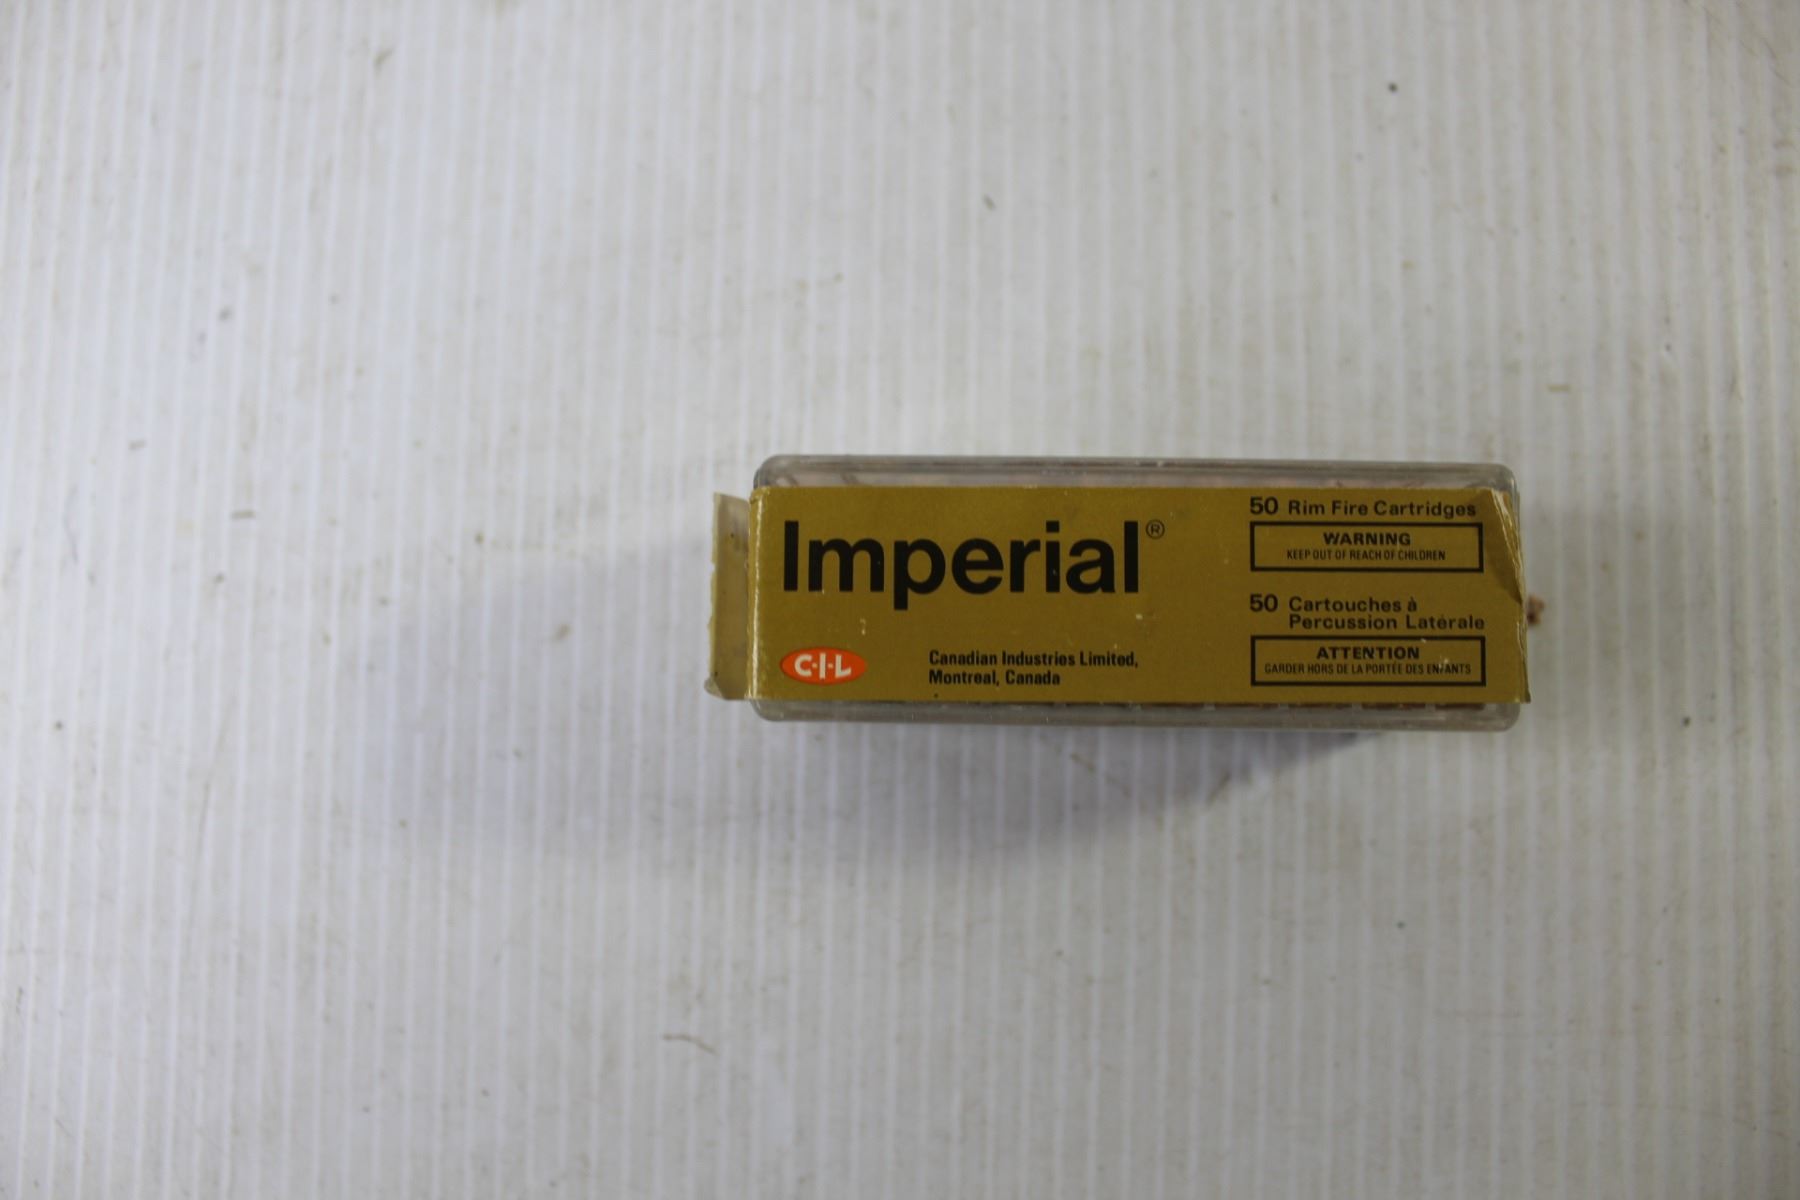 Imperial®
C·I·L
Canadian Industries Limited,
Montreal, Canada
50 Rim Fire Cartridges
WARNING
KEEP OUT OF REACH OF CHILDREN
50 Cartouches à
Percussion Latérale
ATTENTION
GARDER HORS DE LA PORTÉE DES ENFANTS